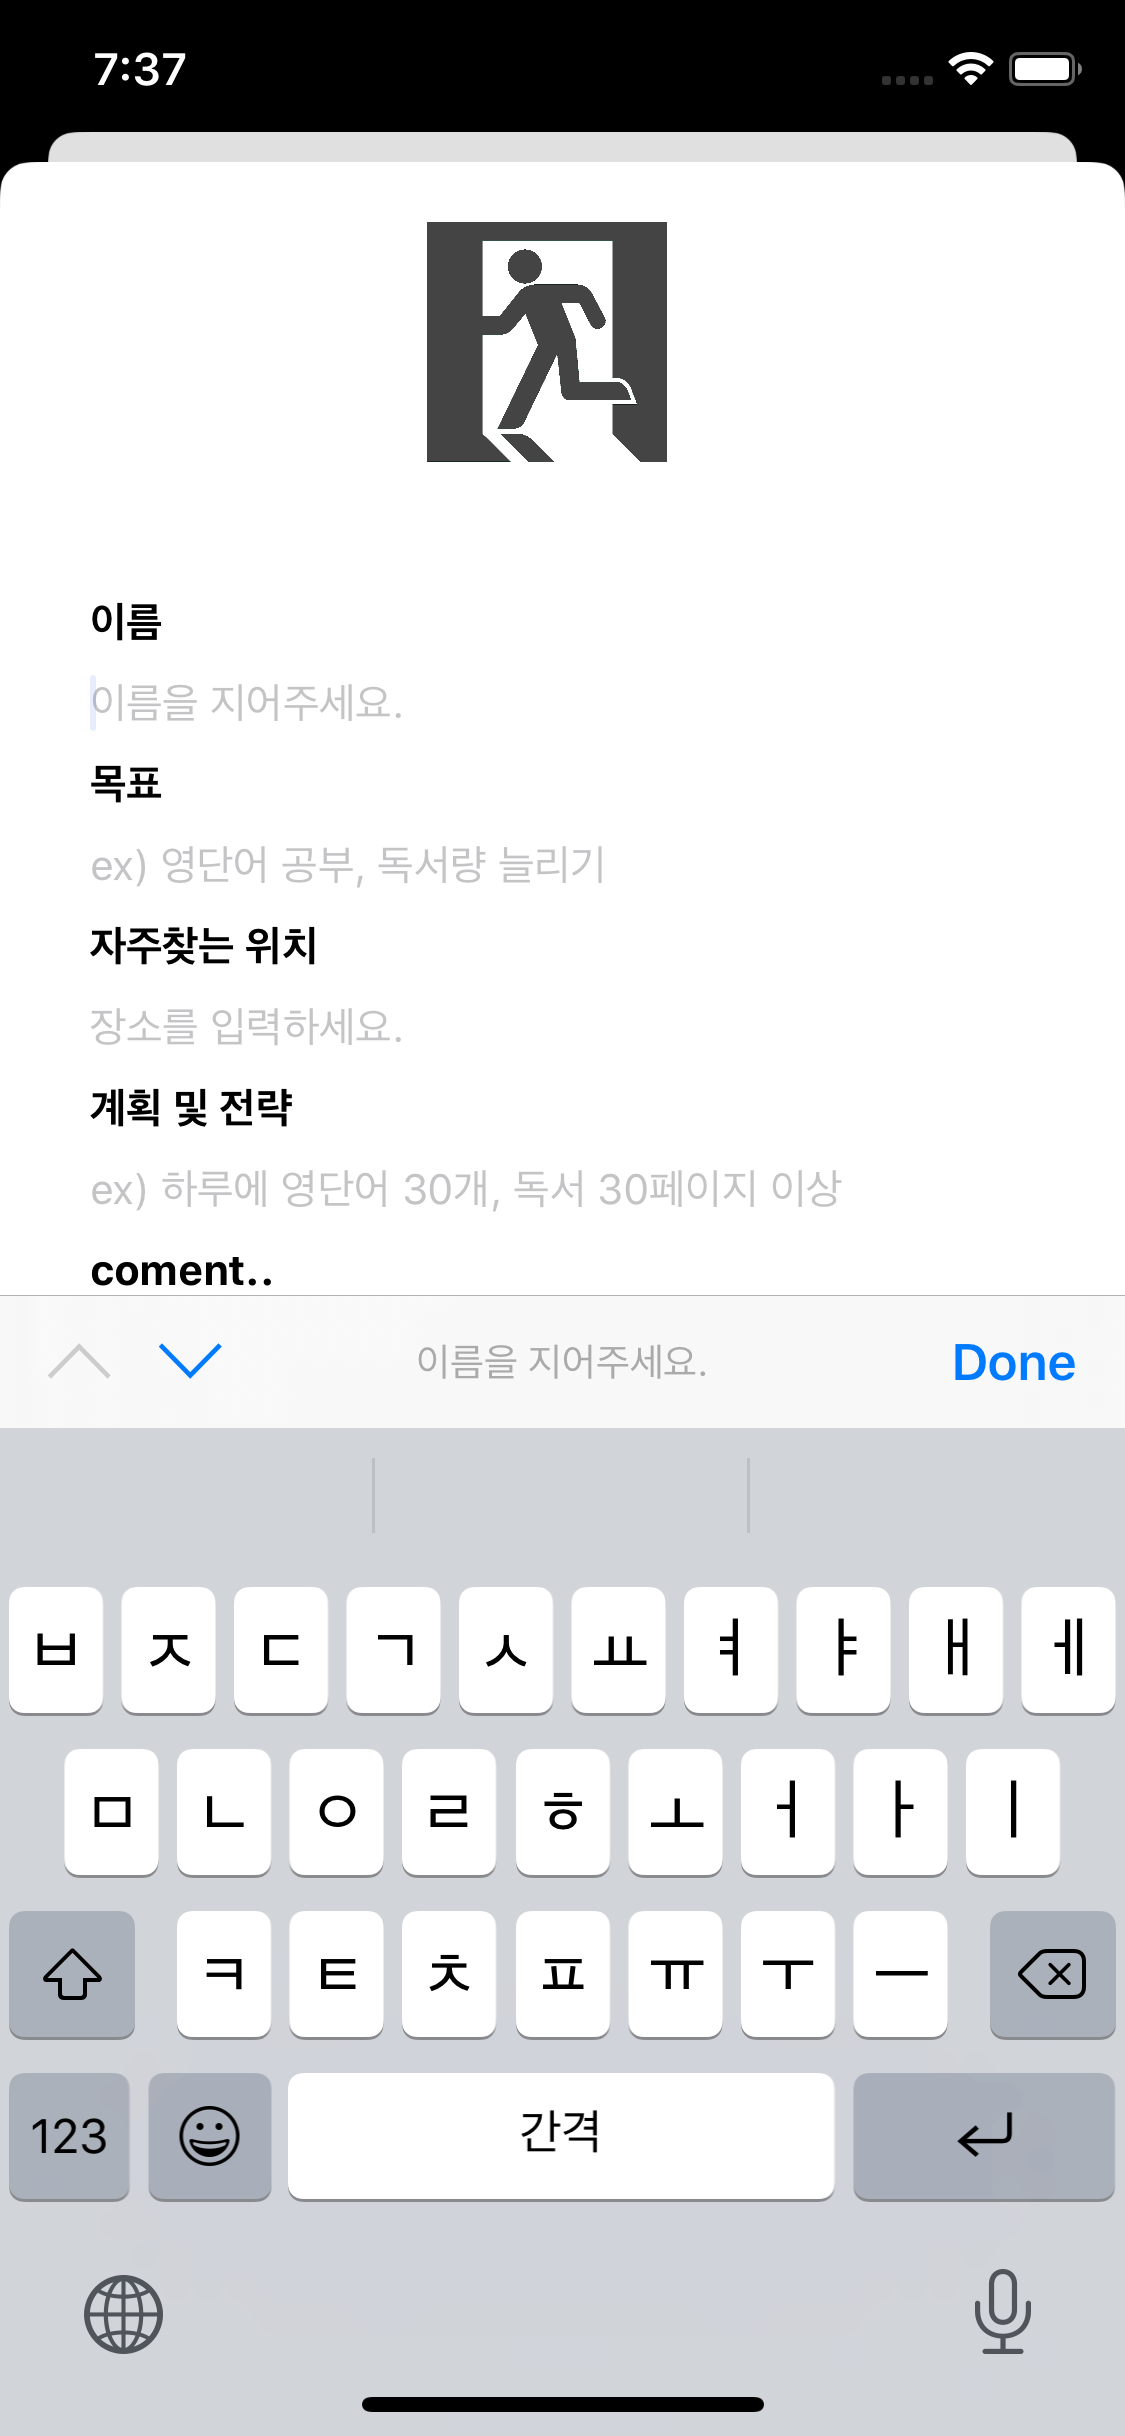 7:37
이름
이름을 지어주세요.
목표
ex) 영단어 공부, 독서량 늘리기
자주찾는 위치
장소를 입력하세요.
계획 및 전략
ex) 하루에 영단어 30개, 독서 30페이지 이상
coment..
이름을 지어주세요. Done
ㅂ ㅈ ㄷ ㄱ ㅅ ㅛ ㅕ ㅑ ㅐ ㅔ
ㅁ ㄴ ㅇ ㄹ ㅎ ㅗ ㅓ ㅏ ㅣ
ㅋ ㅌ ㅊ ㅍ ㅠ ㅜ ㅡ
123 간격